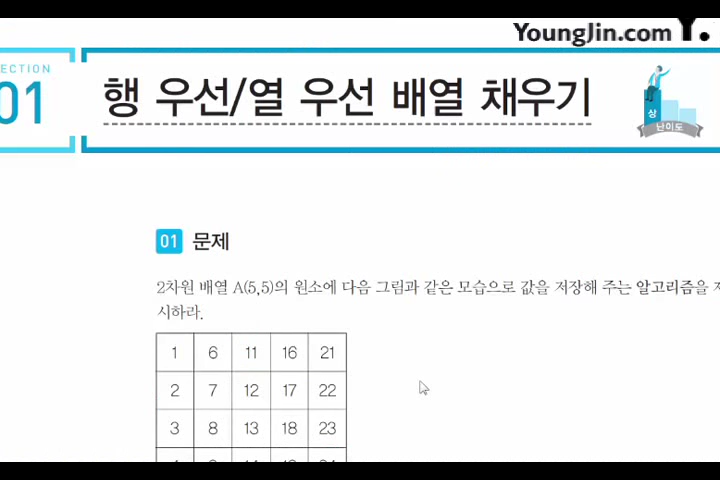 YoungJin.com Y.
ECTION
01
행 우선/열 우선 배열 채우기
상
난이도
01 문제
2차원 배열 A(5,5)의 원소에 다음 그림과 같은 모습으로 값을 저장해 주는 알고리즘을
시하라.
1 6 11 16 21
2 7 12 17 22
3 8 13 18 23